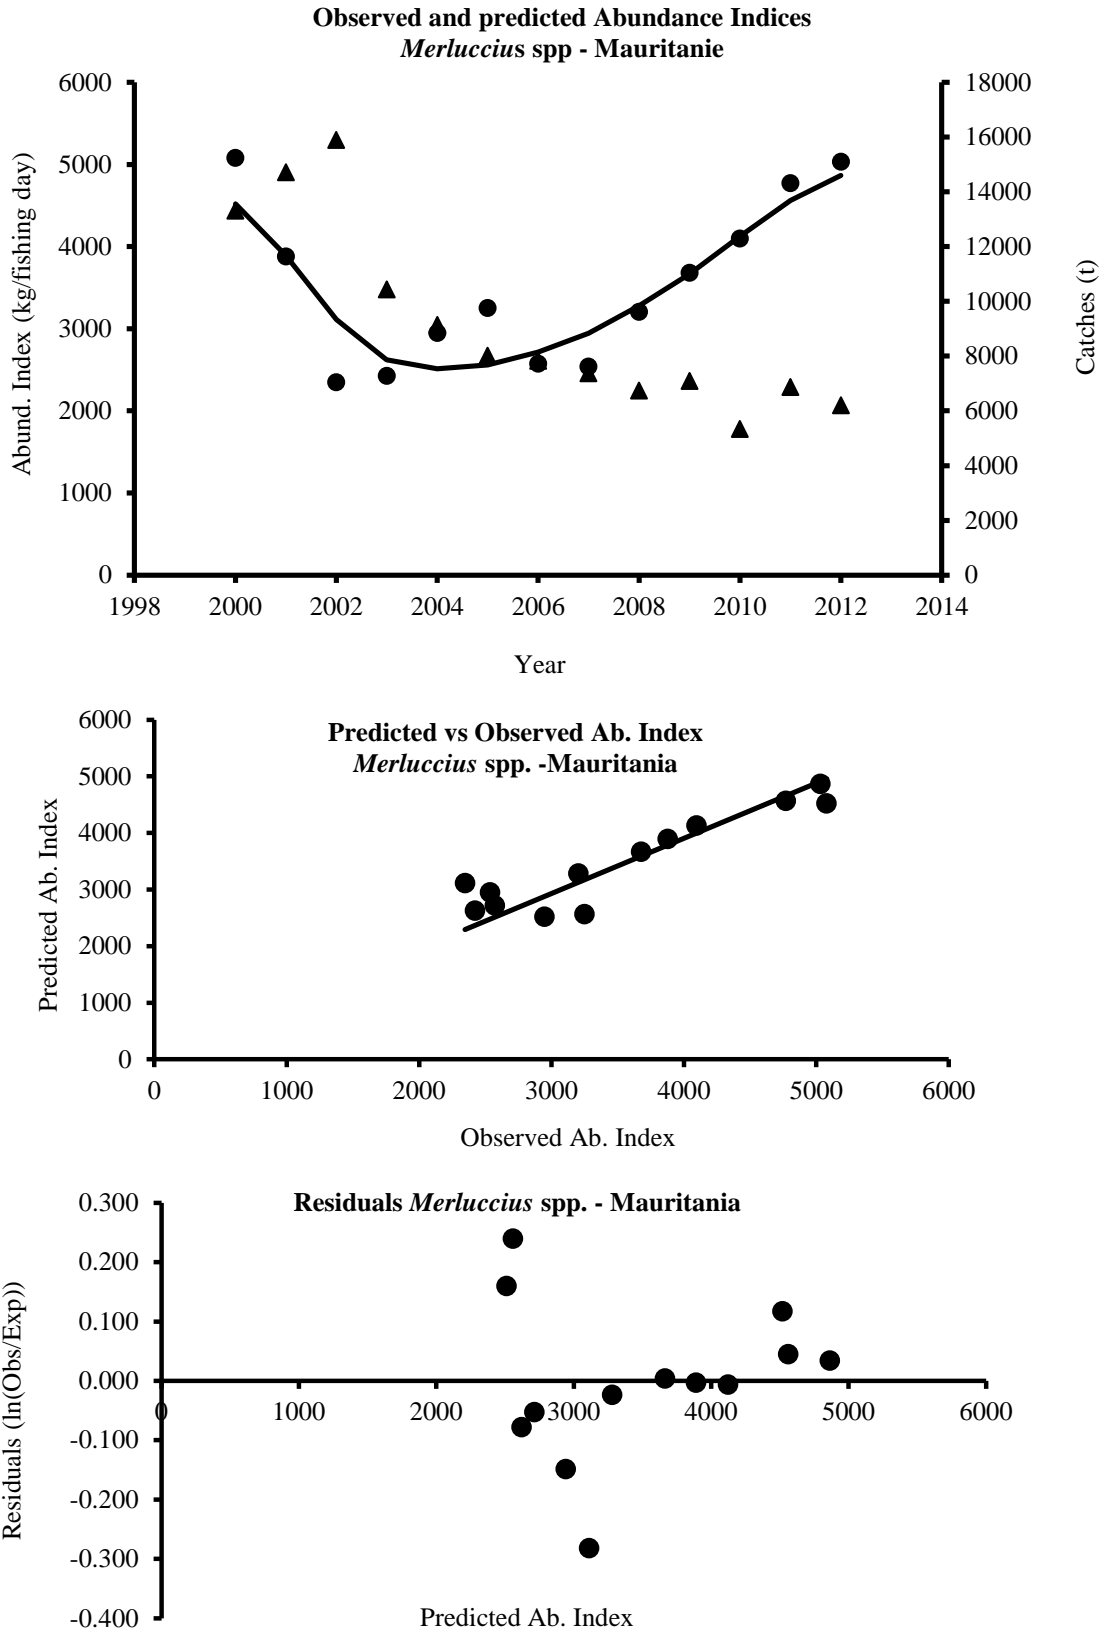 Observed and predicted Abundance Indices
Merluccius spp - Mauritanie
6000
5000
4000
3000
2000
1000
0
18000
16000
14000
12000
10000
8000
6000
4000
2000
0
1998 2000 2002 2004 2006 2008 2010 2012 2014
Abund. Index (kg/fishing day)
Catches (t)
Year
Predicted vs Observed Ab. Index
Merluccius spp. -Mauritania
6000
5000
4000
3000
2000
1000
0
0 1000 2000 3000 4000 5000 6000
Predicted Ab. Index
Observed Ab. Index
Residuals Merluccius spp. - Mauritania
0.300
0.200
0.100
0.000
-0.100
-0.200
-0.300
-0.400
0 1000 2000 3000 4000 5000 6000
Residuals (ln(Obs/Exp))
Predicted Ab. Index